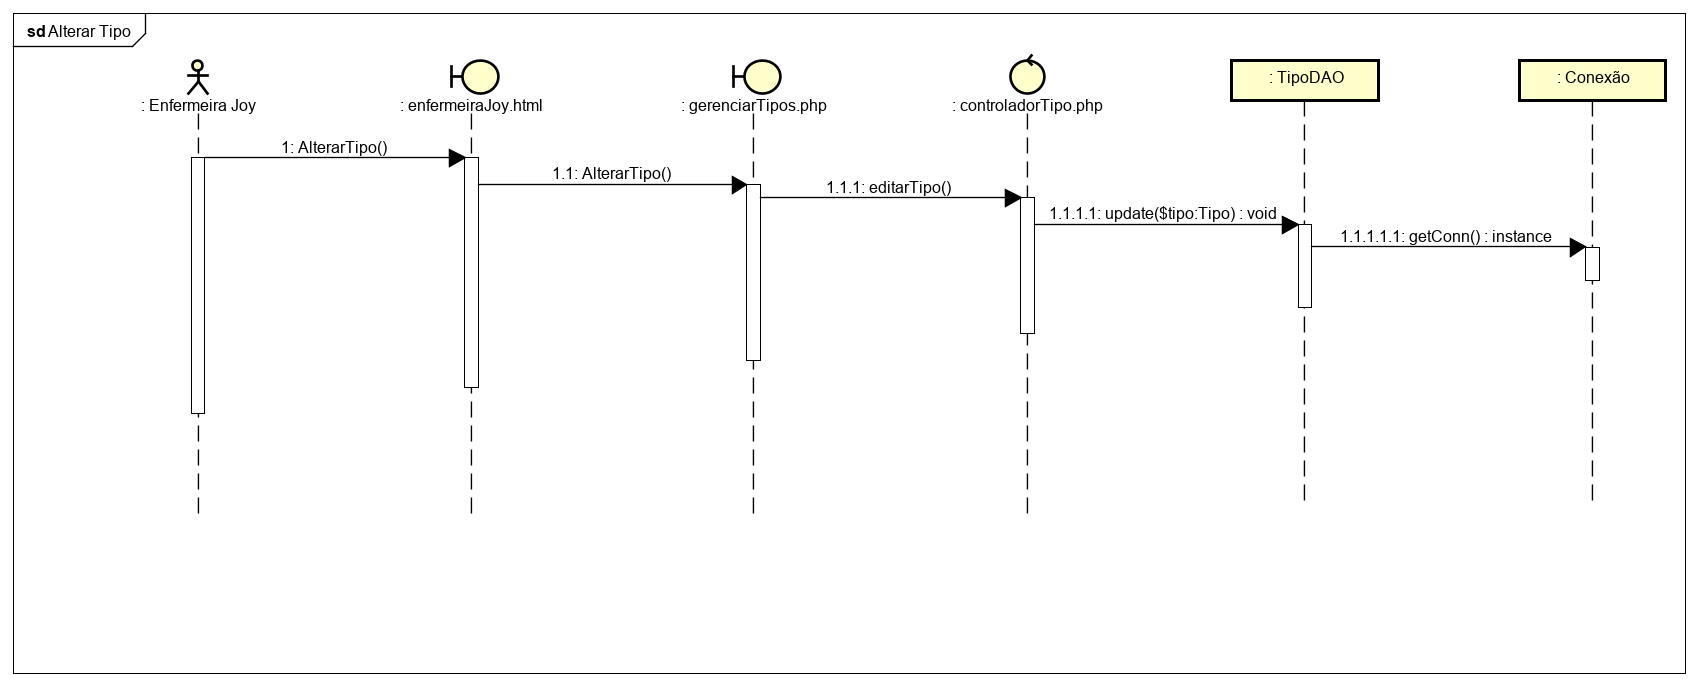 sd Alterar Tipo
: Enfermeira Joy
: enfermeiraJoy.html
: gerenciarTipos.php
: controladorTipo.php
: TipoDAO
: Conexão
1: AlterarTipo()
1.1: AlterarTipo()
1.1.1: editarTipo()
1.1.1.1: update($tipo:Tipo) : void
1.1.1.1.1: getConn() : instance